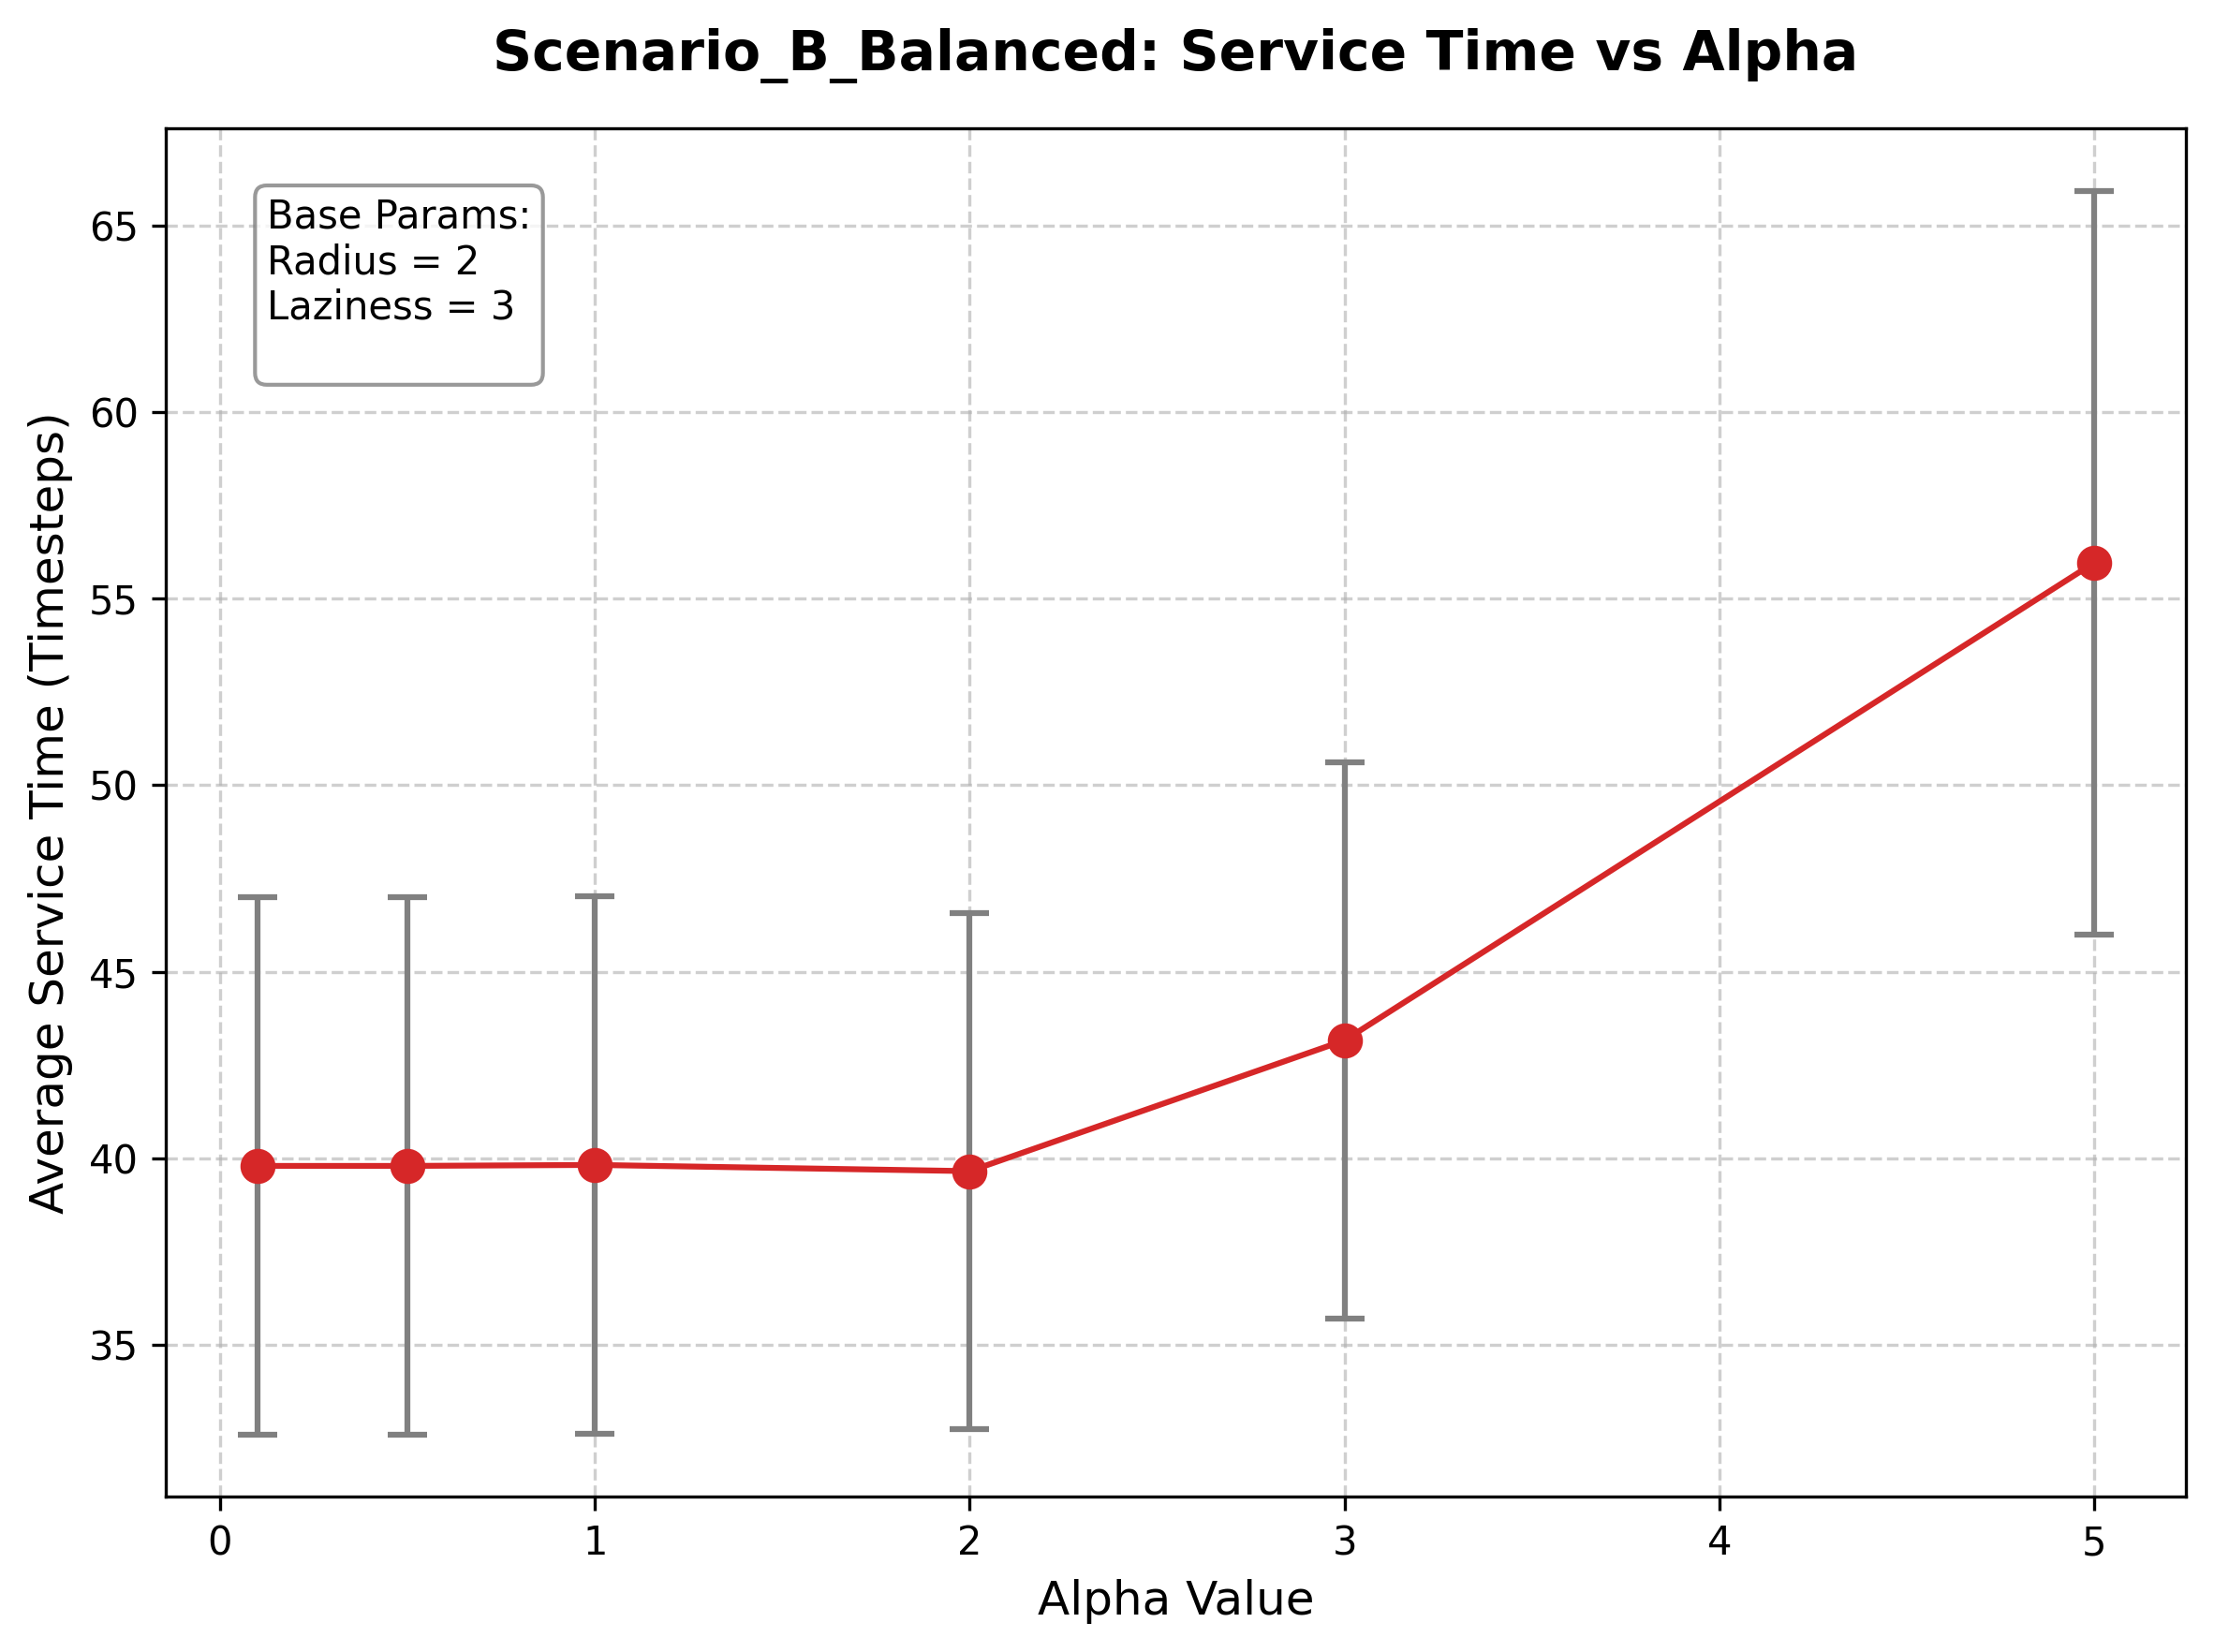 Scenario_B_Balanced: Service Time vs Alpha
Base Params:
Radius = 2
Laziness = 3
65
60
55
50
45
40
35
Average Service Time (Timesteps)
0 1 2 3 4 5
Alpha Value